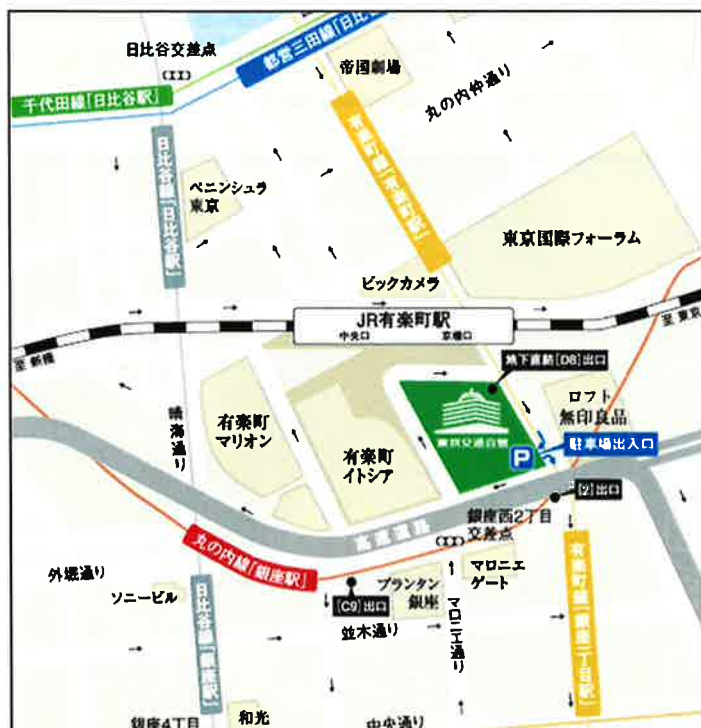 日比谷交差点
都営三田線「日比谷駅」
帝国劇場
丸の内仲通り
千代田線「日比谷駅」
日比谷線「日比谷駅」
ペニンシュラ
東京
東京国際フォーラム
ビックカメラ
JR有楽町駅
中央口
京橋口
至 新橋
至 東京
地下直結[D8]出口
ロフト
無印良品
晴海通り
有楽町
マリオン
有楽町
イトシア
東京交通会館
P
駐車場出入口
[2]出口
銀座西2丁目
交差点
高速道路
丸の内線「銀座駅」
外堀通り
ソニービル
日比谷線「銀座駅」
[C9]出口
プランタン
銀座
マロニエ
ゲート
並木通り
マロニエ通り
有楽町線「銀座一丁目駅」
銀座4丁目
和光
中央通り